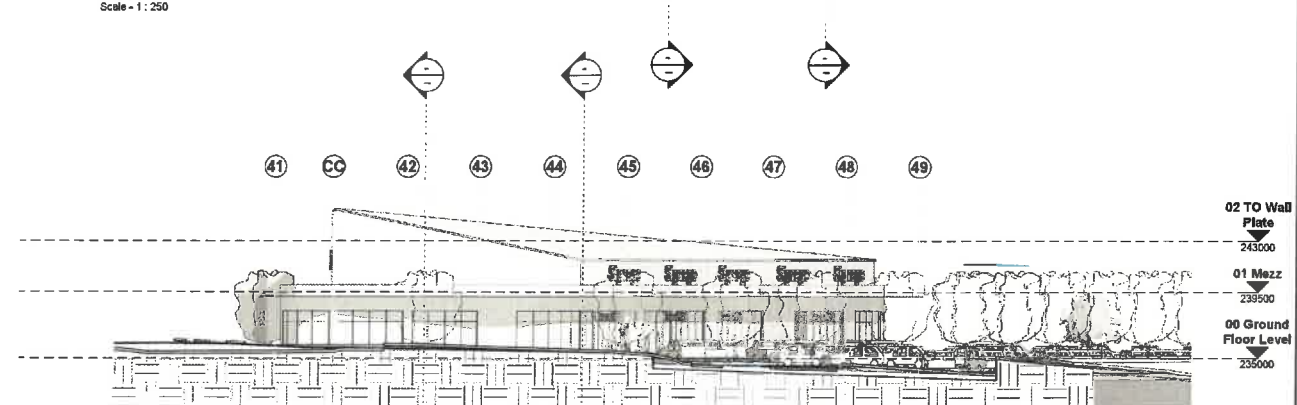 Scale - 1 : 250
41 CC 42 43 44 45 46 47 48 49
02 TO Wall
Plate
243000
01 Mezz
239500
00 Ground
Floor Level
235000